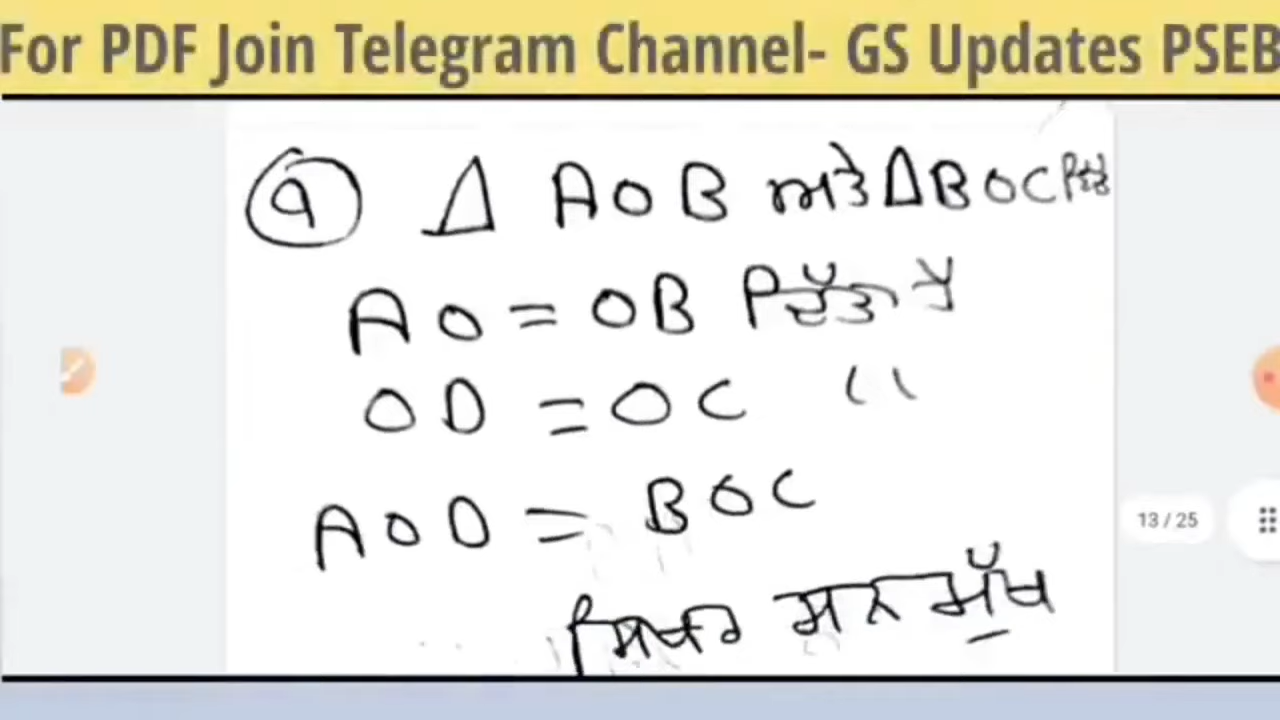 For PDF Join Telegram Channel- GS Updates PSEB
੧ Δ AOB ਅਤੇ Δ BOC ਵਿੱਚ
AO = OB ਦਿੱਤਾ ਹੈ
OD = OC "
AOD = BOC
ਸਿਖਰ ਸਨਮੁੱਖ
13 / 25